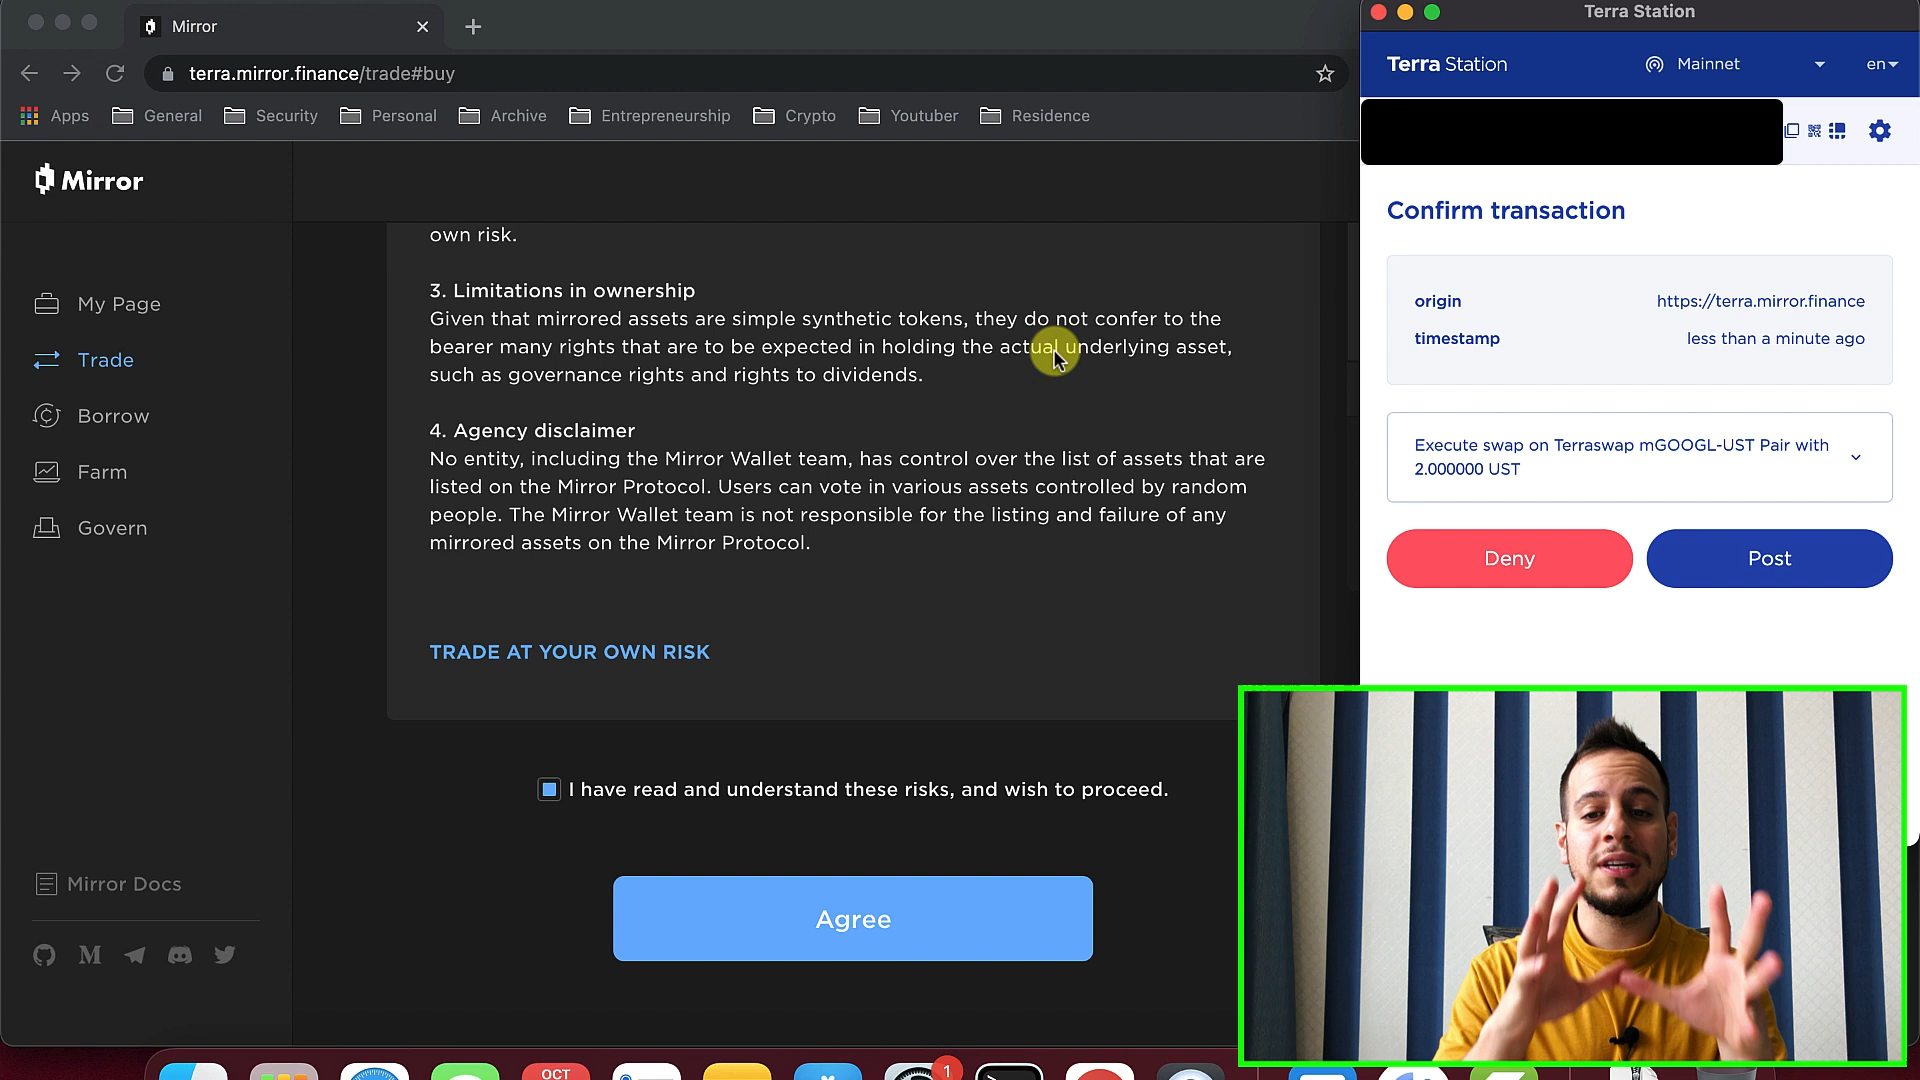 Mirror
terra.mirror.finance/trade#buy
Apps
General
Security
Personal
Archive
Entrepreneurship
Crypto
Youtuber
Residence
Mirror
My Page
Trade
Borrow
Farm
Govern
Mirror Docs
own risk.
3. Limitations in ownership
Given that mirrored assets are simple synthetic tokens, they do not confer to the
bearer many rights that are to be expected in holding the actual underlying asset,
such as governance rights and rights to dividends.
4. Agency disclaimer
No entity, including the Mirror Wallet team, has control over the list of assets that are
listed on the Mirror Protocol. Users can vote in various assets controlled by random
people. The Mirror Wallet team is not responsible for the listing and failure of any
mirrored assets on the Mirror Protocol.
TRADE AT YOUR OWN RISK
I have read and understand these risks, and wish to proceed.
Agree
Terra Station
Terra Station
Mainnet
en
Confirm transaction
origin
https://terra.mirror.finance
timestamp
less than a minute ago
Execute swap on Terraswap mGOOGL-UST Pair with
2.000000 UST
Deny
Post
OCT
1